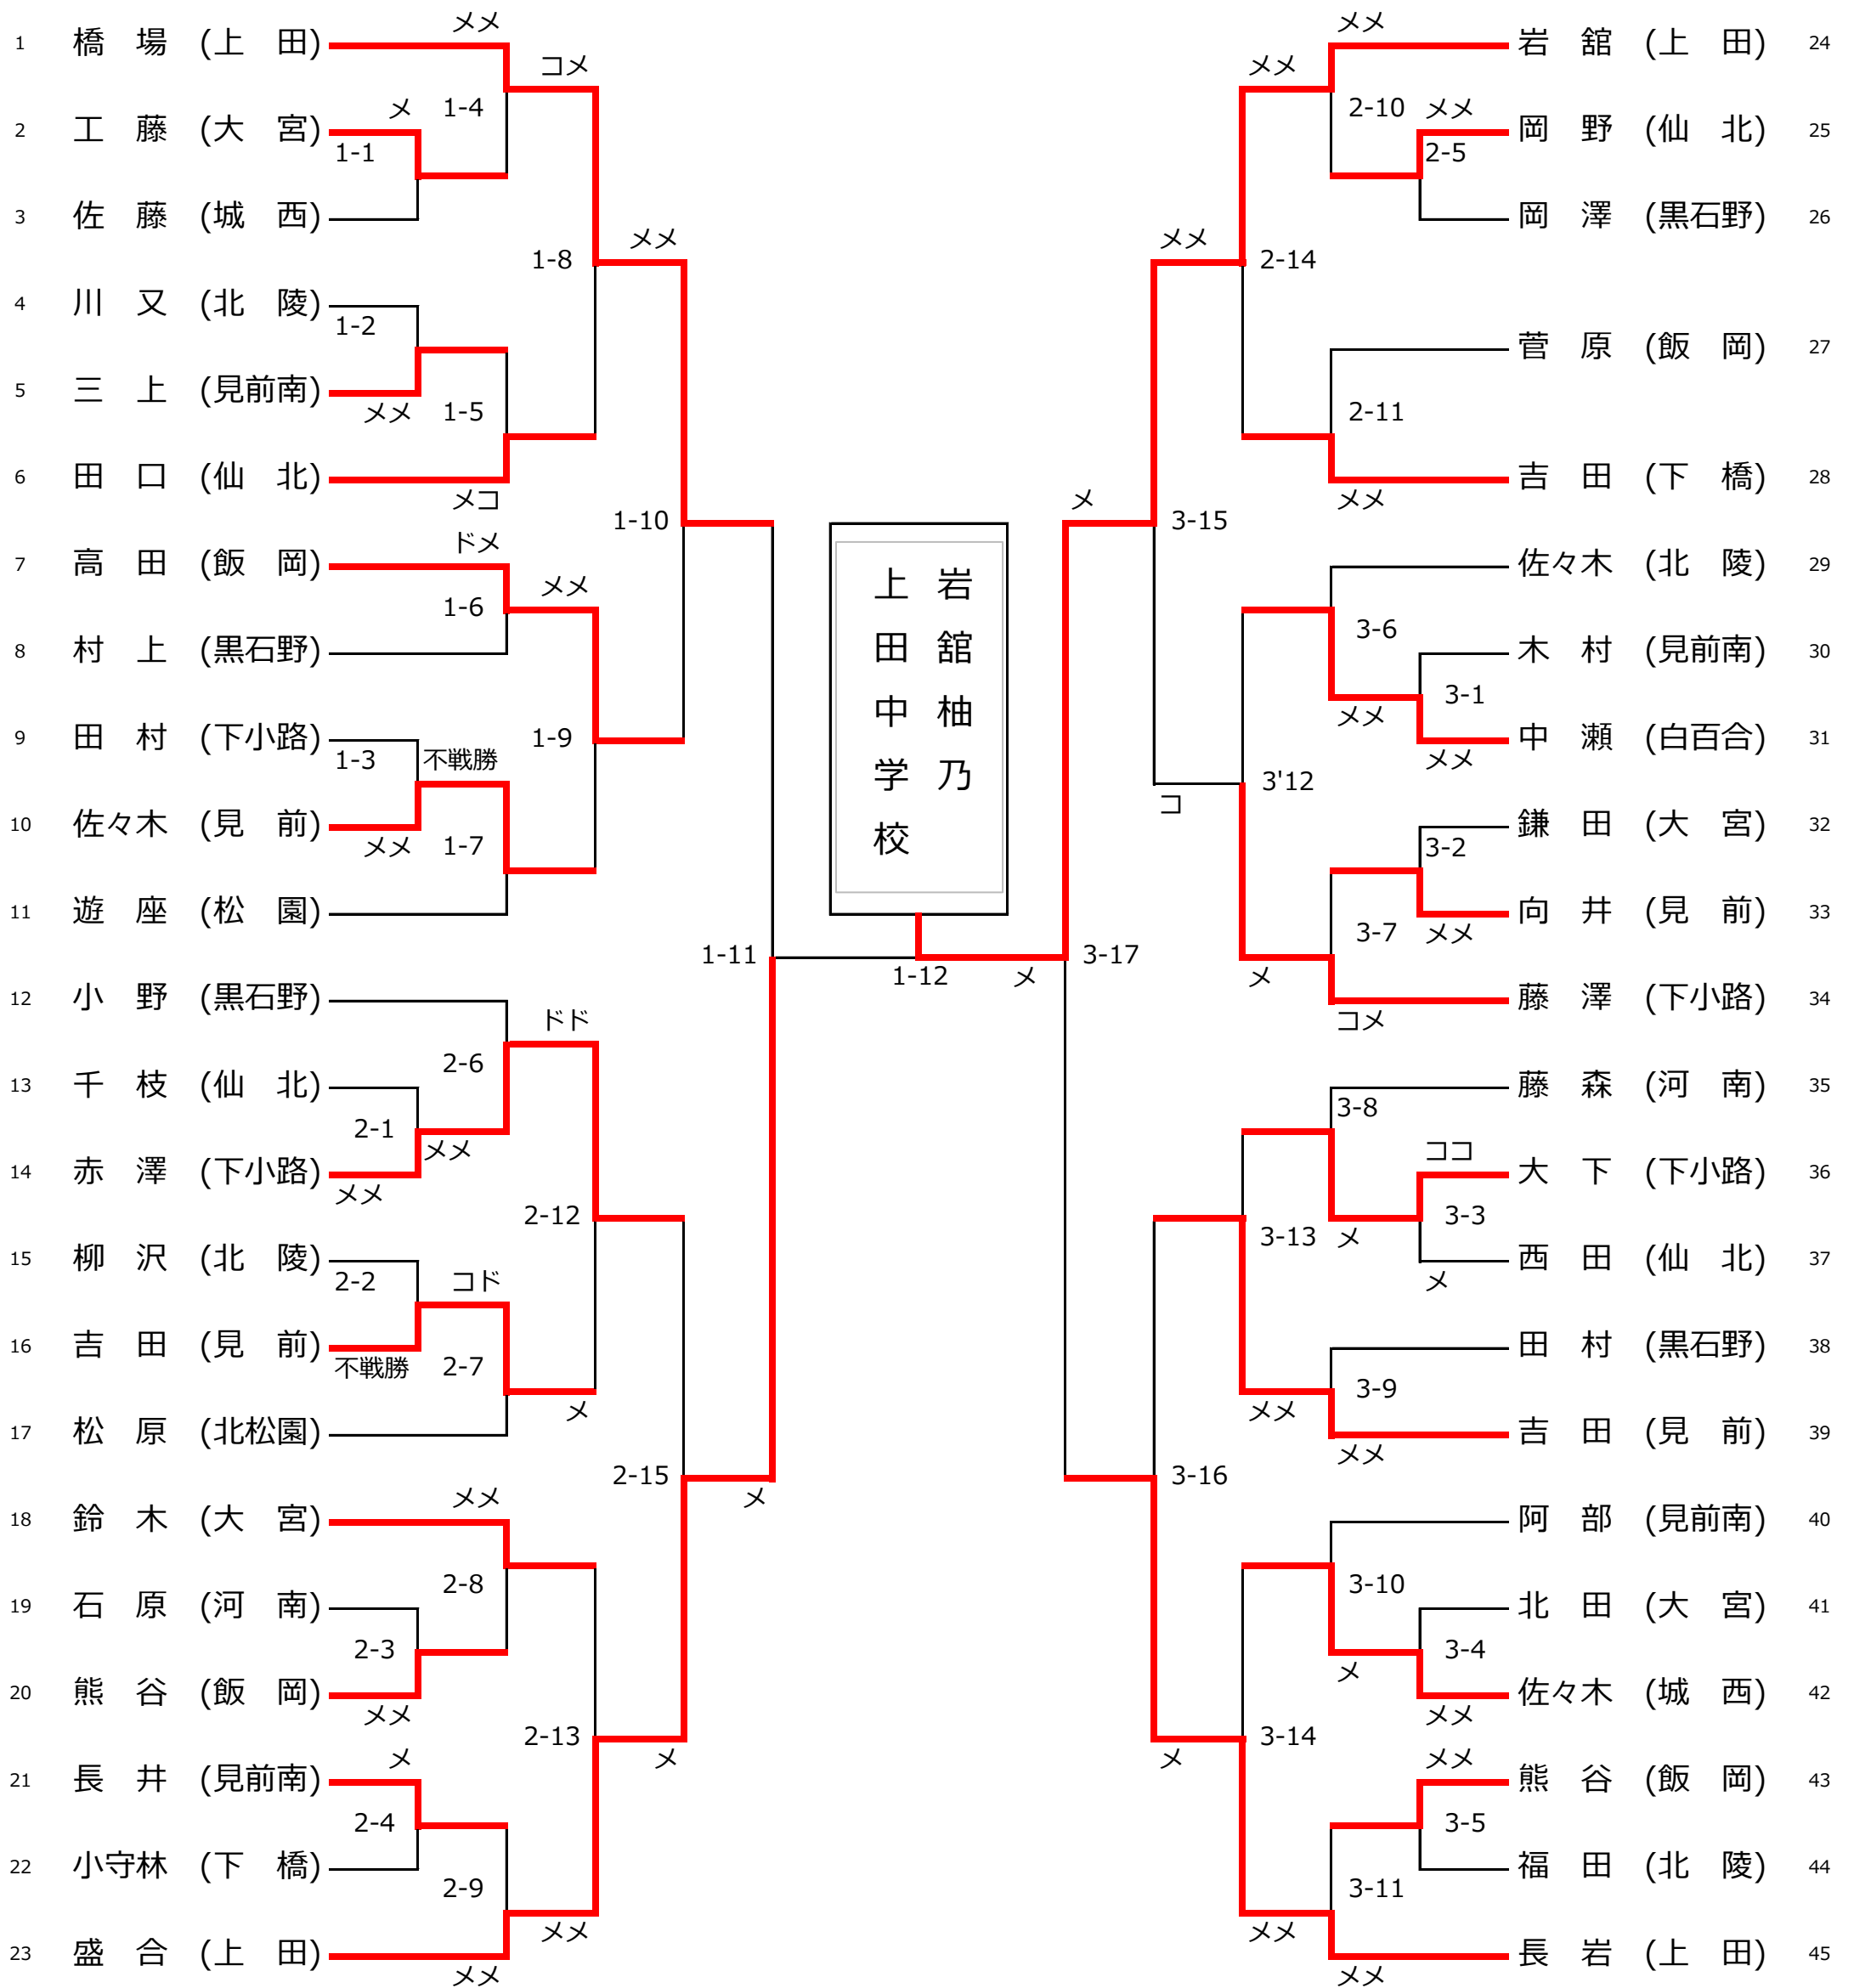 1 橋 場 (上 田)
2 工 藤 (大 宮)
3 佐 藤 (城 西)
4 川 又 (北 陵)
5 三 上 (見前南)
6 田 口 (仙 北)
7 高 田 (飯 岡)
8 村 上 (黒石野)
9 田 村 (下小路)
10 佐々木 (見 前)
11 遊 座 (松 園)
12 小 野 (黒石野)
13 千 枝 (仙 北)
14 赤 澤 (下小路)
15 柳 沢 (北 陵)
16 吉 田 (見 前)
17 松 原 (北松園)
18 鈴 木 (大 宮)
19 石 原 (河 南)
20 熊 谷 (飯 岡)
21 長 井 (見前南)
22 小守林 (下 橋)
23 盛 合 (上 田)
メメ
メ
1-1
1-4
コメ
1-2
メメ
1-5
メコ
1-8
メメ
ドメ
1-6
メメ
1-3
不戦勝
メメ
1-7
1-9
1-10
1-11
2-6
ドド
2-1
メメ
メメ
2-12
2-2
コド
不戦勝
2-7
メ
2-15
メ
メメ
2-8
2-3
メメ
2-13
メ
メ
2-4
2-9
メメ
メメ
岩舘柚乃
上田中学校
1-12
メ
メメ
メメ
2-10
メメ
2-5
メメ
2-14
2-11
メメ
メ
3-15
3-6
3-1
メメ
メメ
コ
3'12
3-2
3-7
メメ
メ
コメ
3-17
3-8
ココ
3-3
3-13
メ
メ
3-9
メメ
メメ
3-16
3-10
3-4
メ
メメ
メ
3-14
メメ
3-5
3-11
メメ
メメ
岩 舘 (上 田) 24
岡 野 (仙 北) 25
岡 澤 (黒石野) 26
菅 原 (飯 岡) 27
吉 田 (下 橋) 28
佐々木 (北 陵) 29
木 村 (見前南) 30
中 瀬 (白百合) 31
鎌 田 (大 宮) 32
向 井 (見 前) 33
藤 澤 (下小路) 34
藤 森 (河 南) 35
大 下 (下小路) 36
西 田 (仙 北) 37
田 村 (黒石野) 38
吉 田 (見 前) 39
阿 部 (見前南) 40
北 田 (大 宮) 41
佐々木 (城 西) 42
熊 谷 (飯 岡) 43
福 田 (北 陵) 44
長 岩 (上 田) 45